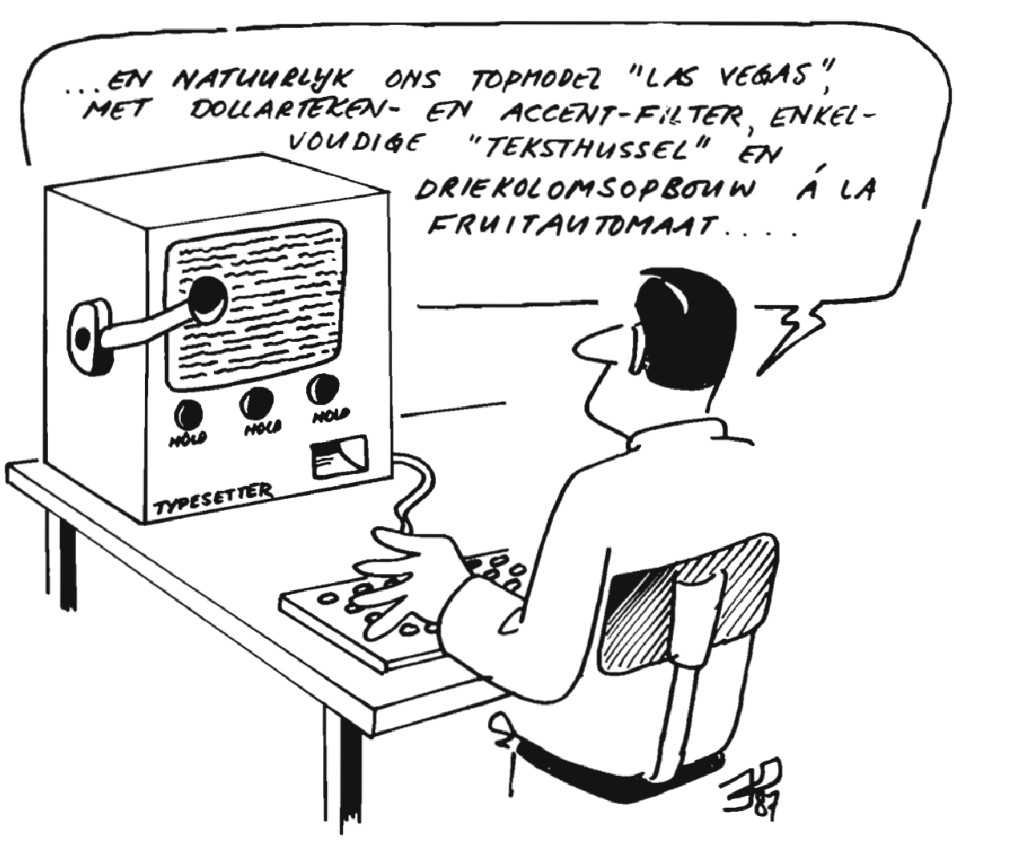 ...EN NATUURLYK ONS TOPMODEL "LAS VEGAS",
MET DOLLARTEKEN- EN ACCENT-FILTER, ENKEL-
VOUDIGE "TEKSTHUSSEL" EN
DRIEKOLOMSOPBOUW Á LA
FRUITAUTOMAAT.....
HOLD HOLD HOLD
TYPESETTER
87